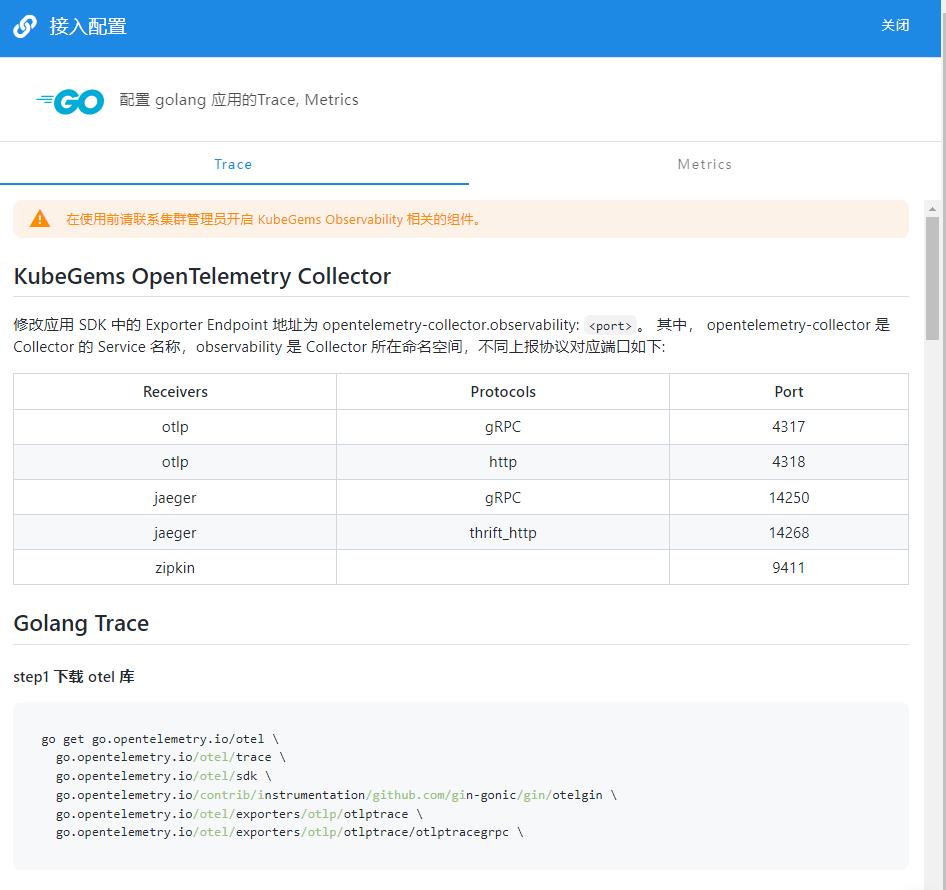 接入配置
关闭
GO 配置 golang 应用的Trace, Metrics
Trace
Metrics
在使用前请联系集群管理员开启 KubeGems Observability 相关的组件。
KubeGems OpenTelemetry Collector
修改应用 SDK 中的 Exporter Endpoint 地址为 opentelemetry-collector.observability: <port> 。 其中， opentelemetry-collector 是
Collector 的 Service 名称，observability 是 Collector 所在命名空间，不同上报协议对应端口如下:
Receivers Protocols Port
otlp gRPC 4317
otlp http 4318
jaeger gRPC 14250
jaeger thrift_http 14268
zipkin 9411
Golang Trace
step1 下载 otel 库
go get go.opentelemetry.io/otel \
go.opentelemetry.io/otel/trace \
go.opentelemetry.io/otel/sdk \
go.opentelemetry.io/contrib/instrumentation/github.com/gin-gonic/gin/otelgin \
go.opentelemetry.io/otel/exporters/otlp/otlptrace \
go.opentelemetry.io/otel/exporters/otlp/otlptrace/otlptracegrpc \